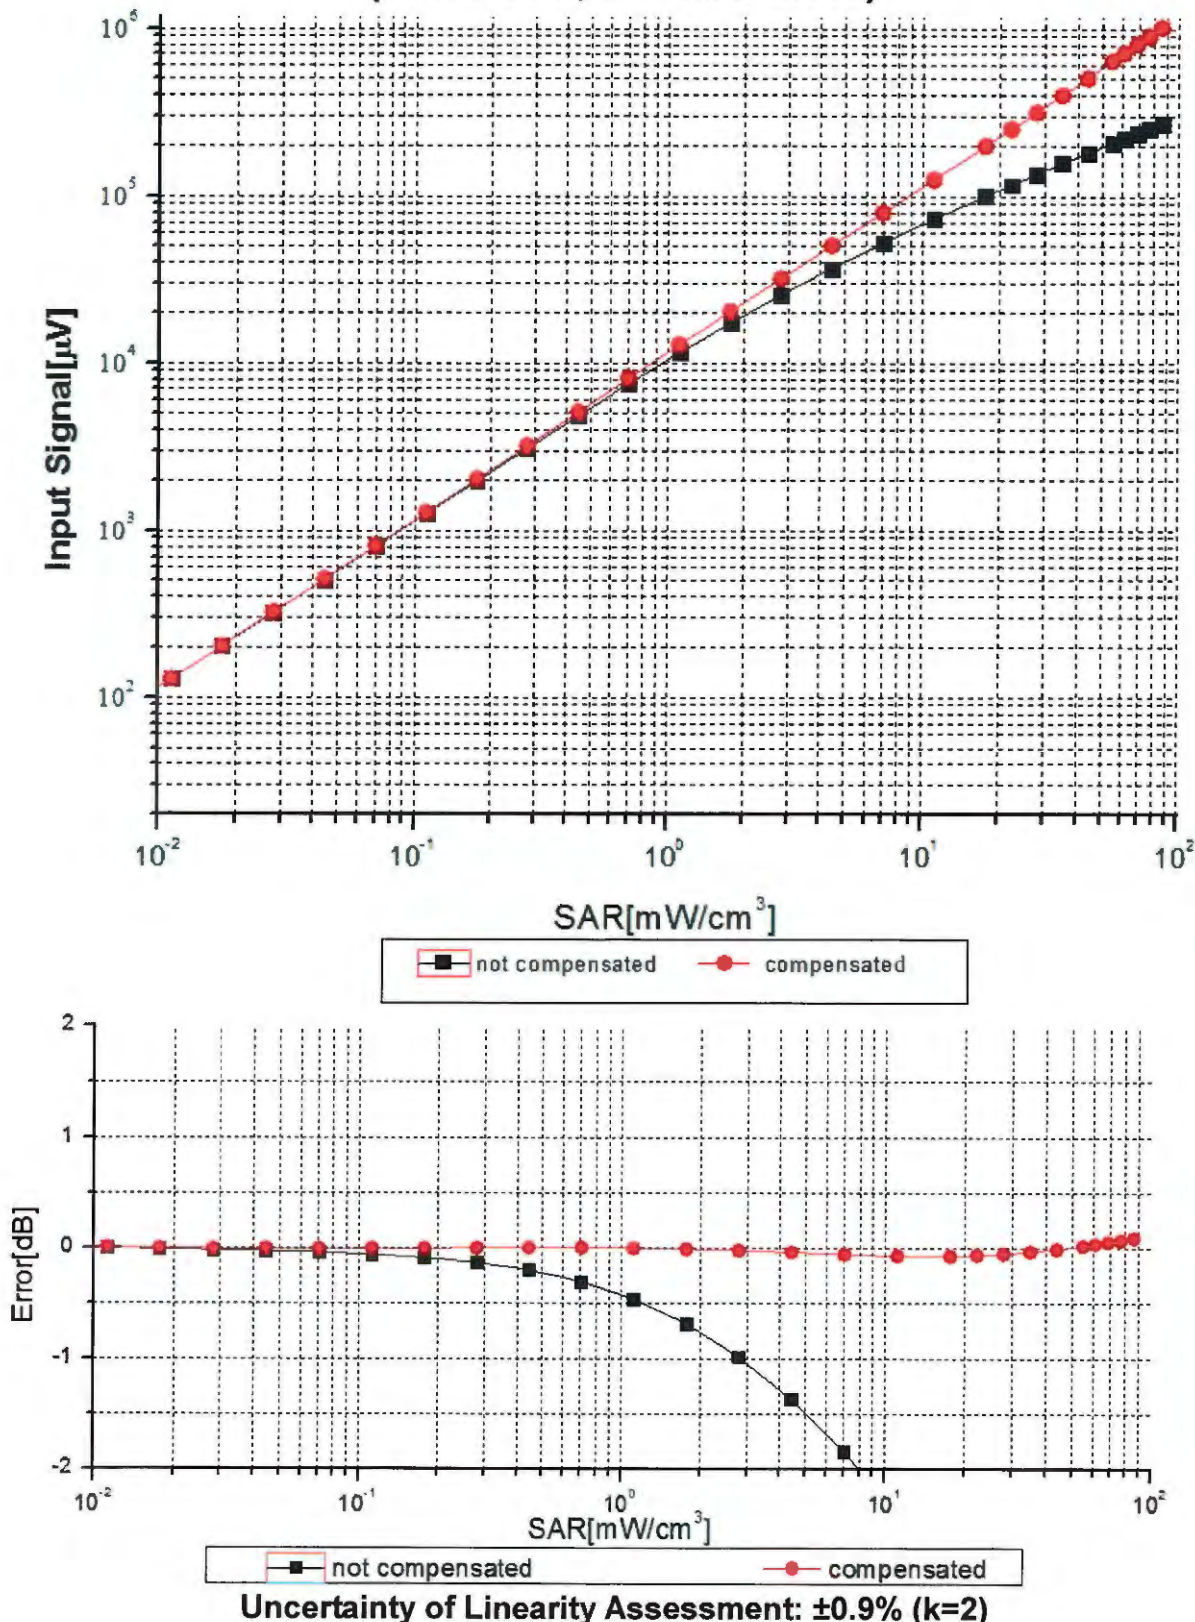 10⁶
10⁵
10⁴
10³
10²
Input Signal[µV]
10⁻² 10⁻¹ 10⁰ 10¹ 10²
SAR[mW/cm³]
not compensated compensated
2
1
0
-1
-2
Error[dB]
10⁻² 10⁻¹ 10⁰ 10¹ 10²
SAR[mW/cm³]
not compensated compensated
Uncertainty of Linearity Assessment: ±0.9% (k=2)